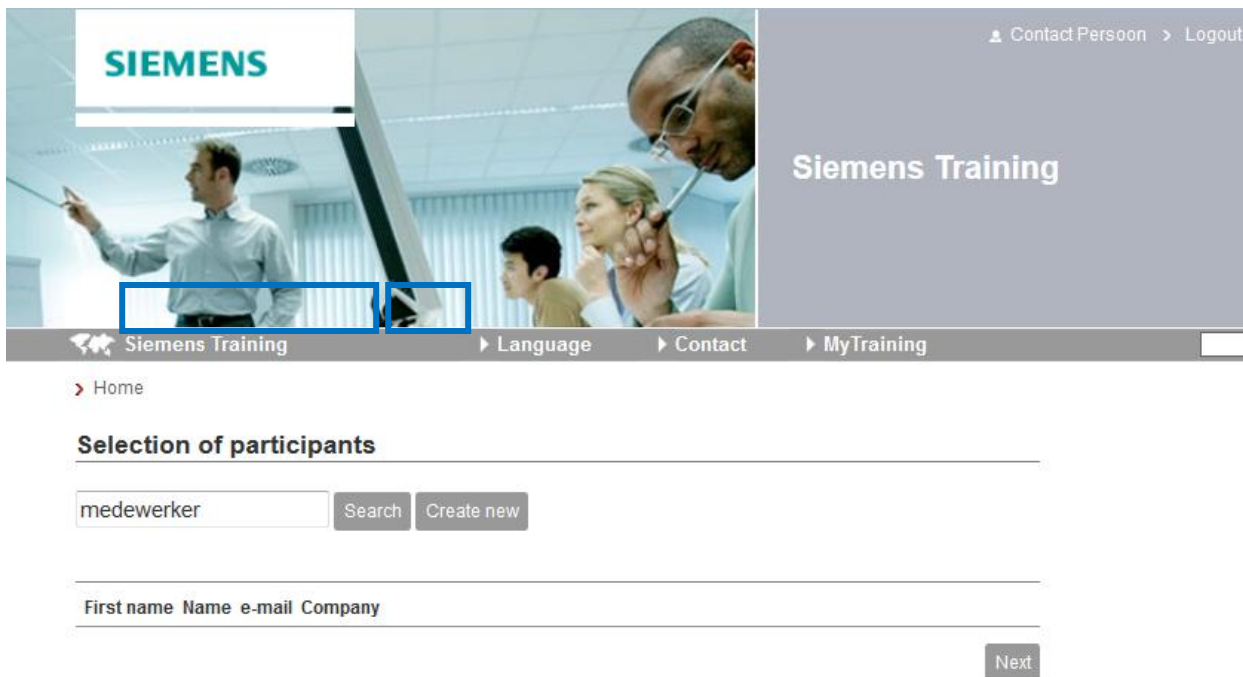 SIEMENS
Contact Persoon > Logout
Siemens Training
Siemens Training Language Contact MyTraining
> Home
Selection of participants
medewerker Search Create new
First name Name e-mail Company
Next